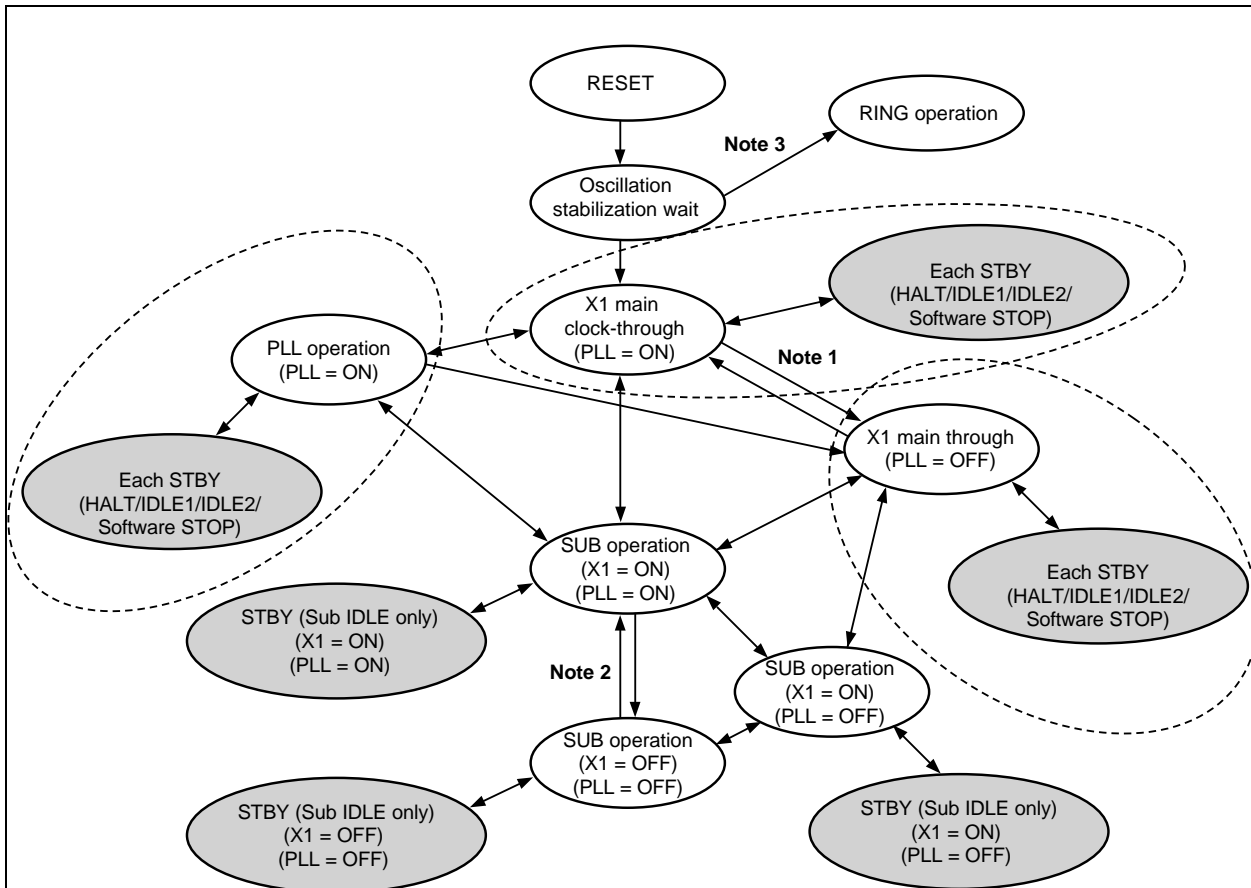 RESET
RING operation
Note 3
Oscillation
stabilization wait
Each STBY
(HALT/IDLE1/IDLE2/
Software STOP)
X1 main
clock-through
(PLL = ON)
PLL operation
(PLL = ON)
Note 1
X1 main through
(PLL = OFF)
Each STBY
(HALT/IDLE1/IDLE2/
Software STOP)
SUB operation
(X1 = ON)
(PLL = ON)
Each STBY
(HALT/IDLE1/IDLE2/
Software STOP)
STBY (Sub IDLE only)
(X1 = ON)
(PLL = ON)
Note 2
SUB operation
(X1 = ON)
(PLL = OFF)
SUB operation
(X1 = OFF)
(PLL = OFF)
STBY (Sub IDLE only)
(X1 = OFF)
(PLL = OFF)
STBY (Sub IDLE only)
(X1 = ON)
(PLL = OFF)